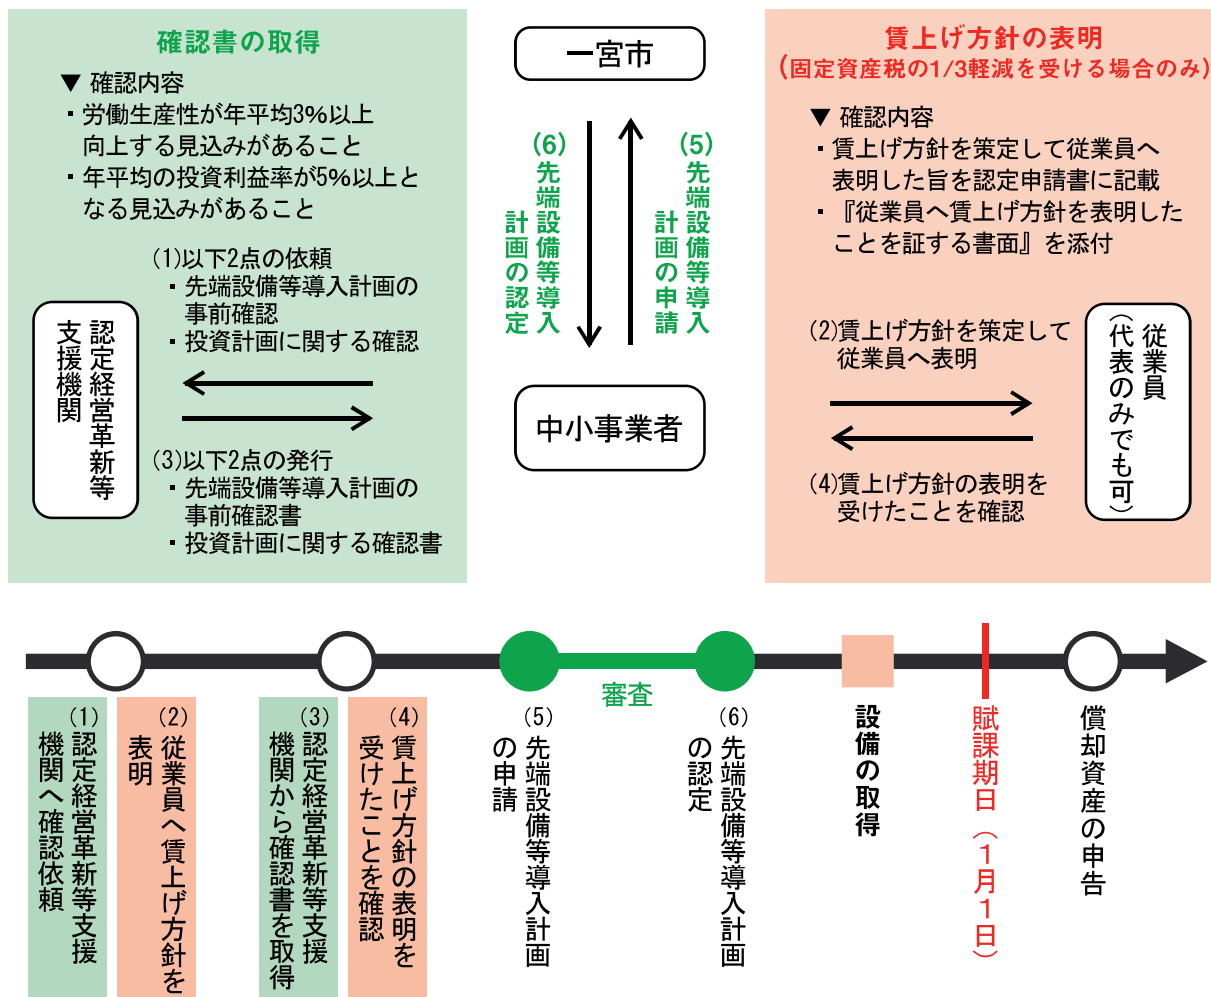 確認書の取得
▼ 確認内容
・労働生産性が年平均3%以上
向上する見込みがあること
・年平均の投資利益率が5%以上と
なる見込みがあること
(1)以下2点の依頼
・先端設備等導入計画の
事前確認
・投資計画に関する確認
認定経営革新等
支援機関
(3)以下2点の発行
・先端設備等導入計画の
事前確認書
・投資計画に関する確認書
一宮市
(6)先端設備等導入
計画の認定
(5)先端設備等導入
計画の申請
中小事業者
賃上げ方針の表明
(固定資産税の1/3軽減を受ける場合のみ)
▼ 確認内容
・賃上げ方針を策定して従業員へ
表明した旨を認定申請書に記載
・『従業員へ賃上げ方針を表明した
ことを証する書面』を添付
(2)賃上げ方針を策定して
従業員へ表明
従業員
(代表のみでも可)
(4)賃上げ方針の表明を
受けたことを確認
審査
(1)認定経営革新等支援
機関へ確認依頼
(2)従業員へ賃上げ方針を
表明
(3)認定経営革新等支援
機関から確認書を取得
(4)賃上げ方針の表明を
受けたことを確認
(5)先端設備等導入計画
の申請
(6)先端設備等導入計画
の認定
設備の取得
賦課期日(1月1日)
償却資産の申告